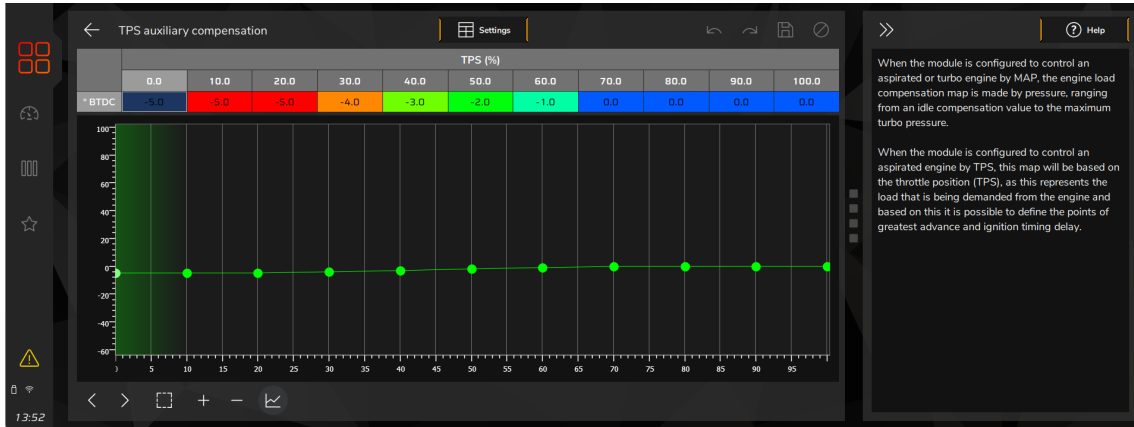 TPS auxiliary compensation
Settings
Help
TPS (%)
0.0 10.0 20.0 30.0 40.0 50.0 60.0 70.0 80.0 90.0 100.0
° BTDC -5.0 -5.0 -5.0 -4.0 -3.0 -2.0 -1.0 0.0 0.0 0.0 0.0
100
80
60
40
20
0
-20
-40
-60
5 10 15 20 25 30 35 40 45 50 55 60 65 70 75 80 85 90 95
When the module is configured to control an
aspirated or turbo engine by MAP, the engine load
compensation map is made by pressure, ranging
from an idle compensation value to the maximum
turbo pressure.
When the module is configured to control an
aspirated engine by TPS, this map will be based on
the throttle position (TPS), as this represents the
load that is being demanded from the engine and
based on this it is possible to define the points of
greatest advance and ignition timing delay.
13:52